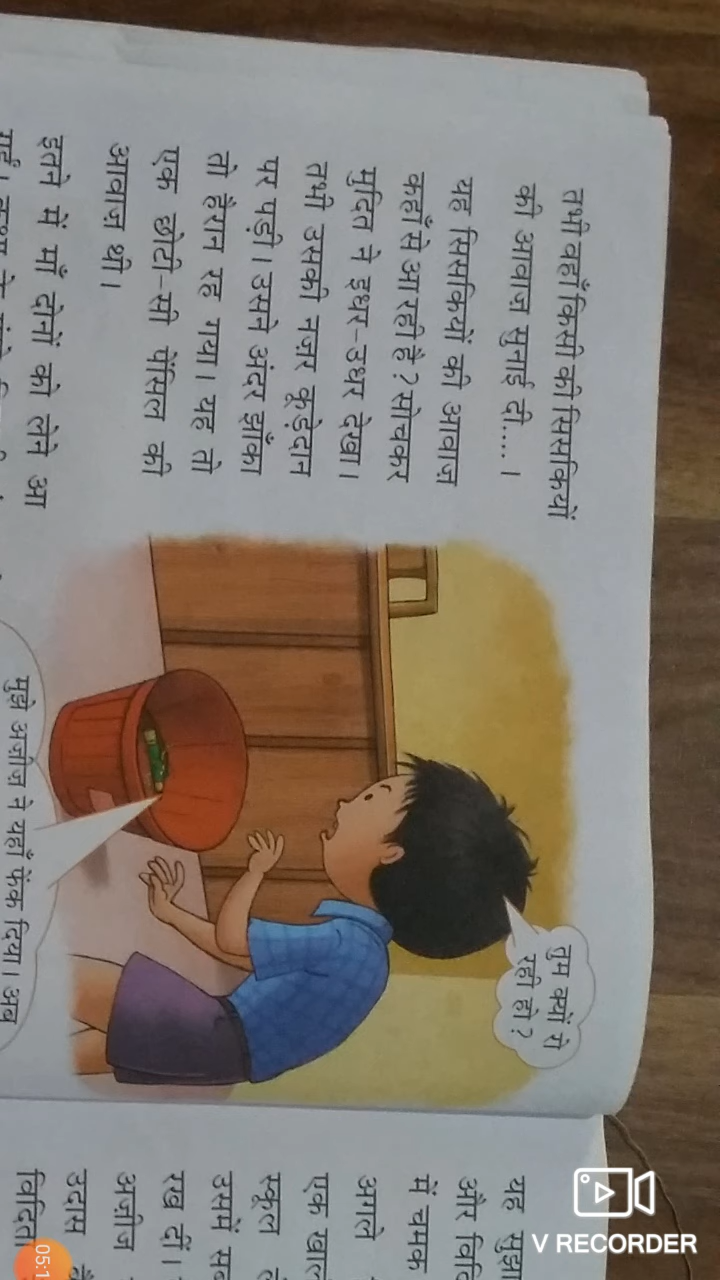 तभी वहाँ किसी की सिसकियों
की आवाज सुनाई दी.... ।
यह सिसकियों की आवाज़
कहाँ से आ रही है ? सोचकर
मुदित ने इधर-उधर देखा।
तभी उसकी नज़र कूड़ेदान
पर पड़ी। उसने अंदर झाँका
तो हैरान रह गया। यह तो
एक छोटी-सी पेंसिल की
आवाज थी।
इतने में माँ दोनों को लेने आ
तुम क्यों रो
रही हो ?
मुझे अज़ीज ने यहाँ फेंक दिया। अब
यह सुझा
और
में चमक
अगले
एक
स्कूल
उसमें
रख दीं।
अज़ीज
उदास
विदिता
V RECORDER